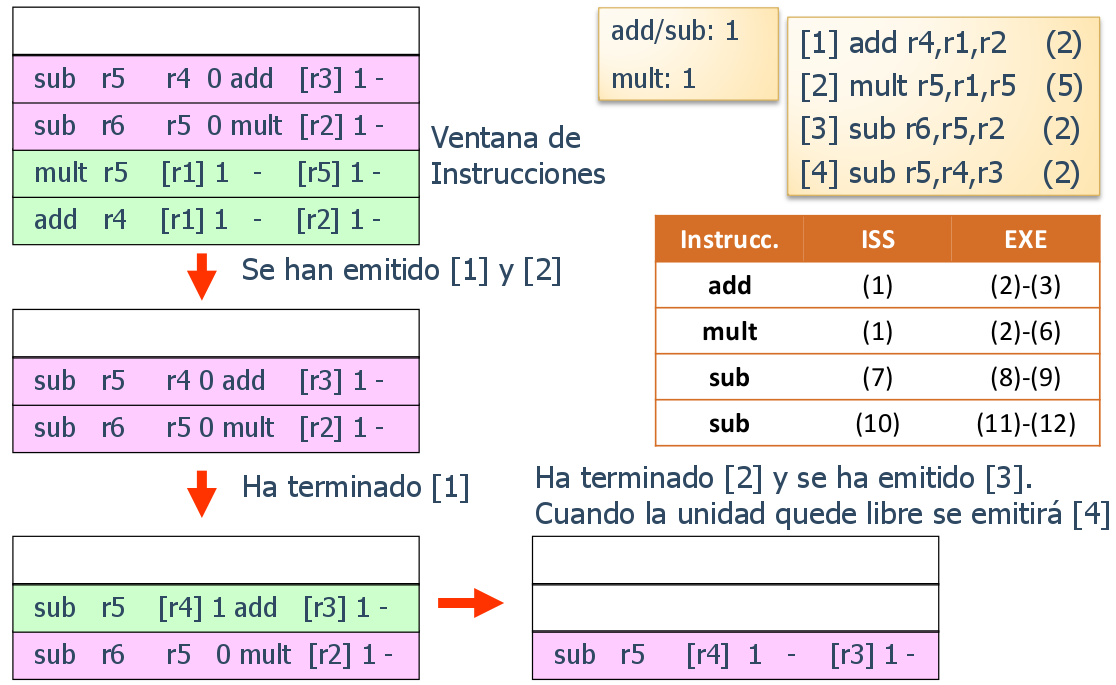 sub r5 r4 0 add [r3] 1 -
sub r6 r5 0 mult [r2] 1 -
mult r5 [r1] 1 - [r5] 1 -
add r4 [r1] 1 - [r2] 1 -
Ventana de
Instrucciones
add/sub: 1
mult: 1
[1] add r4,r1,r2 (2)
[2] mult r5,r1,r5 (5)
[3] sub r6,r5,r2 (2)
[4] sub r5,r4,r3 (2)
Se han emitido [1] y [2]
Instrucc. ISS EXE
add (1) (2)-(3)
mult (1) (2)-(6)
sub (7) (8)-(9)
sub (10) (11)-(12)
sub r5 r4 0 add [r3] 1 -
sub r6 r5 0 mult [r2] 1 -
Ha terminado [1]
Ha terminado [2] y se ha emitido [3].
Cuando la unidad quede libre se emitirá [4]
sub r5 [r4] 1 add [r3] 1 -
sub r6 r5 0 mult [r2] 1 -
sub r5 [r4] 1 - [r3] 1 -